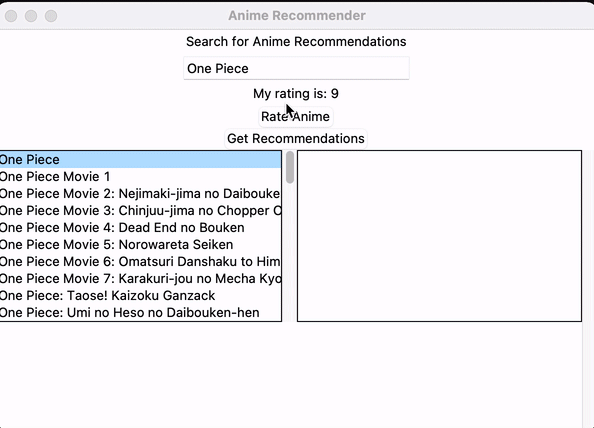 Anime Recommender
Search for Anime Recommendations
One Piece
My rating is: 9
Rate Anime
Get Recommendations
One Piece
One Piece Movie 1
One Piece Movie 2: Nejimaki-jima no Daibouke
One Piece Movie 3: Chinjuu-jima no Chopper O
One Piece Movie 4: Dead End no Bouken
One Piece Movie 5: Norowareta Seiken
One Piece Movie 6: Omatsuri Danshaku to Him
One Piece Movie 7: Karakuri-jou no Mecha Kyo
One Piece: Taose! Kaizoku Ganzack
One Piece: Umi no Heso no Daibouken-hen